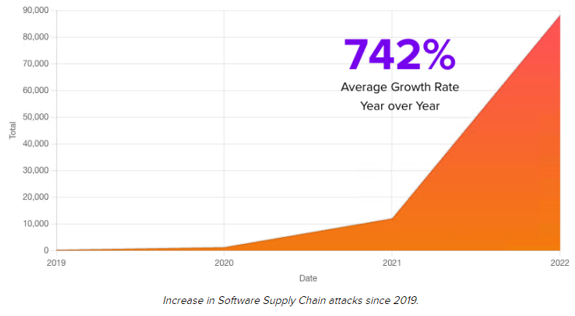 90,000
80,000
70,000
60,000
50,000
40,000
30,000
20,000
10,000
0
Total
742%
Average Growth Rate
Year over Year
2019 2020 2021 2022
Date
Increase in Software Supply Chain attacks since 2019.